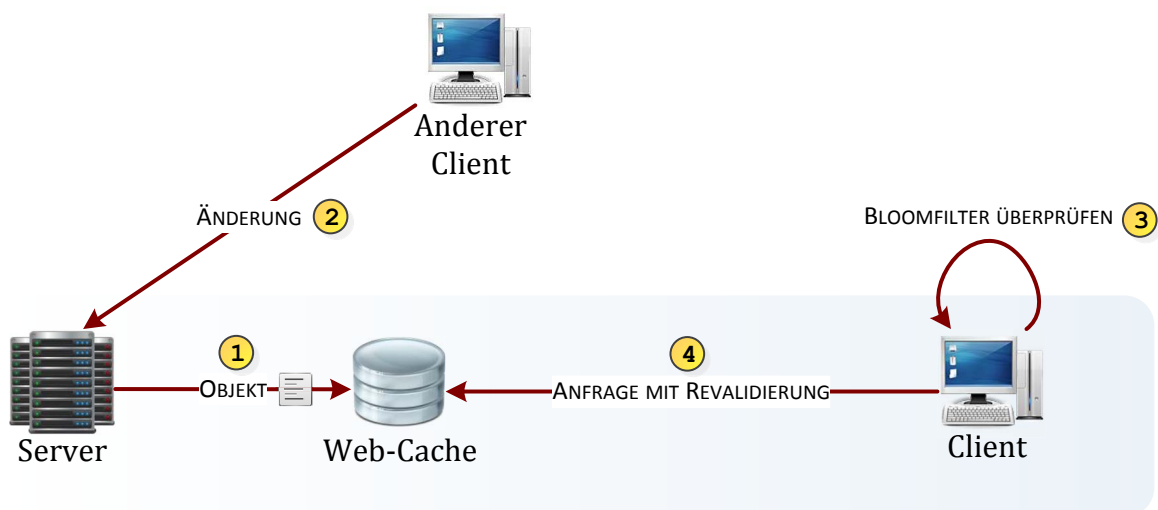 Anderer
Client
ÄNDERUNG 2
BLOOMFILTER ÜBERPRÜFEN 3
1
OBJEKT
4
ANFRAGE MIT REVALIDIERUNG
Server
Web-Cache
Client